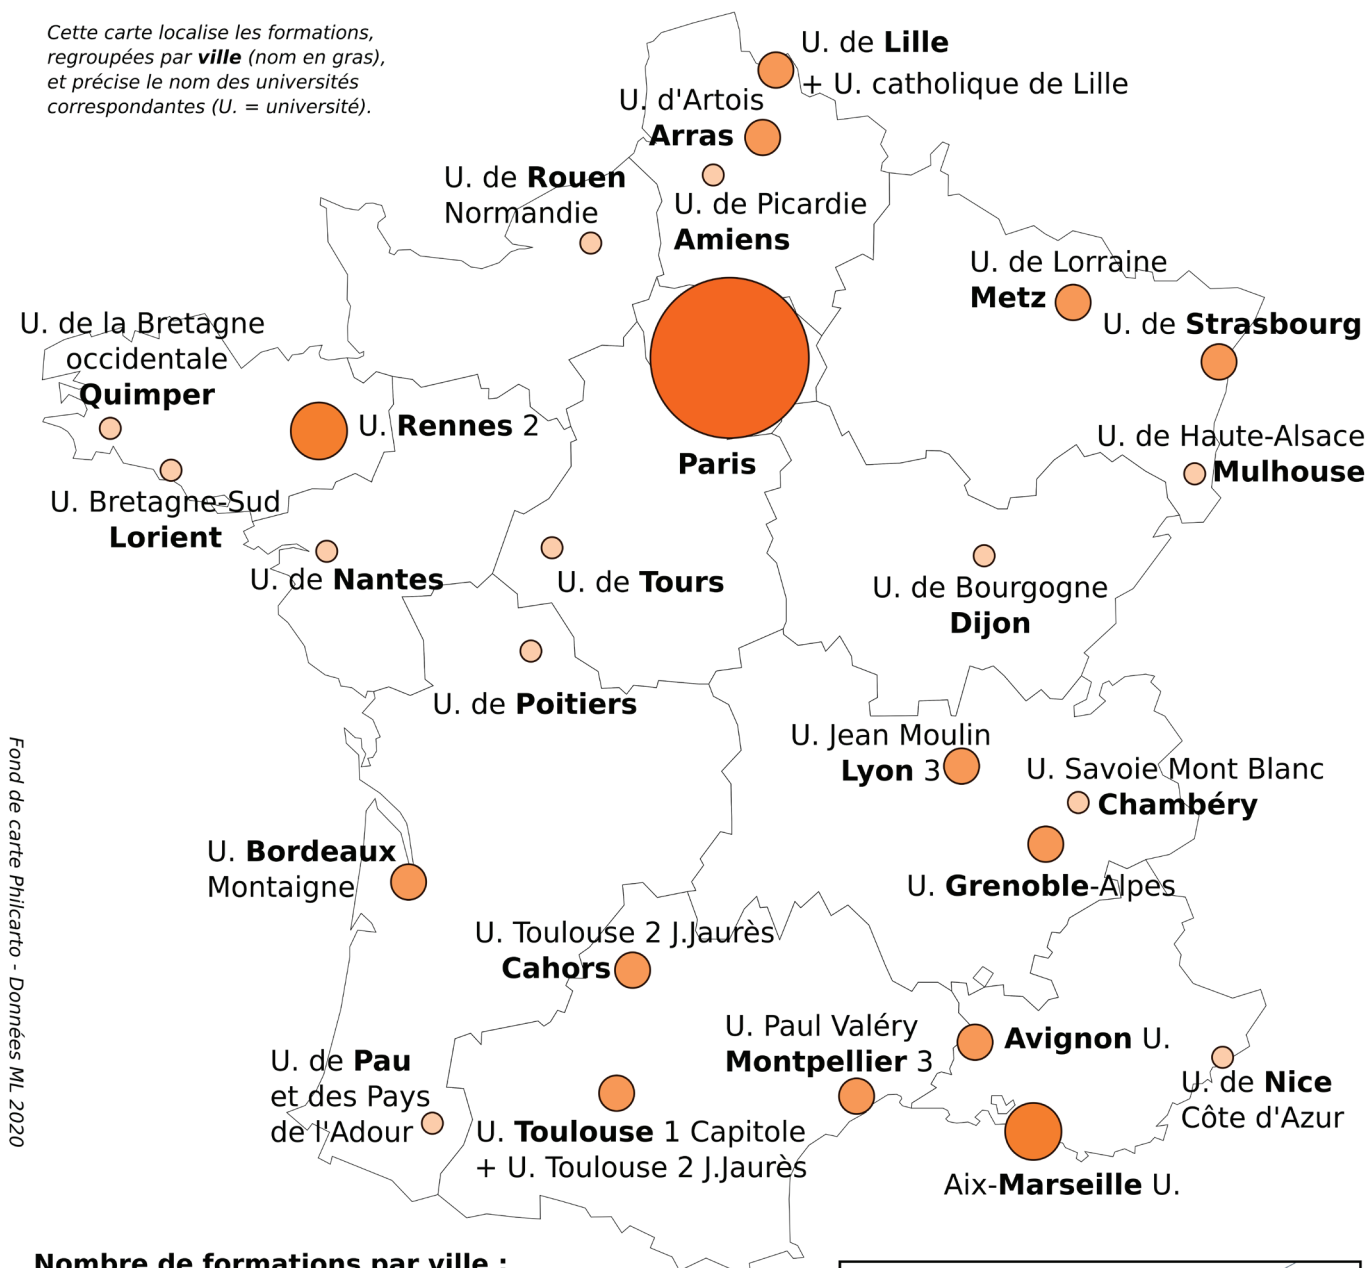 Cette carte localise les formations,
regroupées par ville (nom en gras),
et précise le nom des universités
correspondantes (U. = université).
U. de Lille
+ U. catholique de Lille
U. d'Artois
Arras
U. de Rouen
Normandie
U. de Picardie
Amiens
U. de Lorraine
Metz
U. de Strasbourg
U. de la Bretagne
occidentale
Quimper
U. Rennes 2
Paris
U. de Haute-Alsace
Mulhouse
U. Bretagne-Sud
Lorient
U. de Nantes
U. de Tours
U. de Bourgogne
Dijon
U. de Poitiers
U. Jean Moulin
Lyon 3
U. Savoie Mont Blanc
Chambéry
U. Bordeaux
Montaigne
U. Grenoble-Alpes
U. Toulouse 2 J.Jaurès
Cahors
U. Paul Valéry
Montpellier 3
Avignon U.
U. de Pau
et des Pays
de l'Adour
U. de Nice
Côte d'Azur
U. Toulouse 1 Capitole
+ U. Toulouse 2 J.Jaurès
Aix-Marseille U.
Fond de carte Philcarto - Données ML 2020
Nombre de formations par ville :